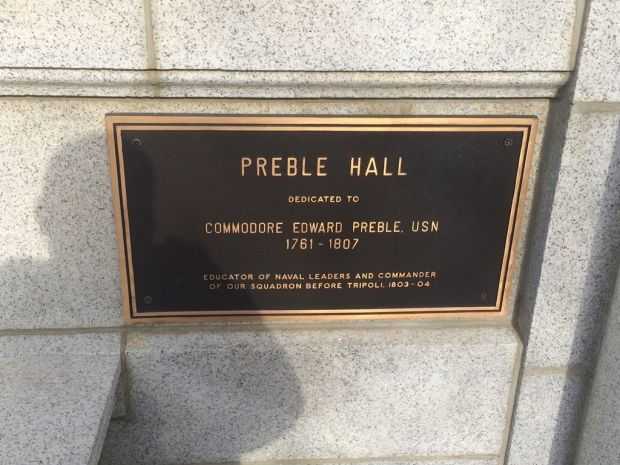 PREBLE HALL
DEDICATED TO
COMMODORE EDWARD PREBLE, USN
1761 - 1807
EDUCATOR OF NAVAL LEADERS AND COMMANDER
OF OUR SQUADRON BEFORE TRIPOLI, 1803-04